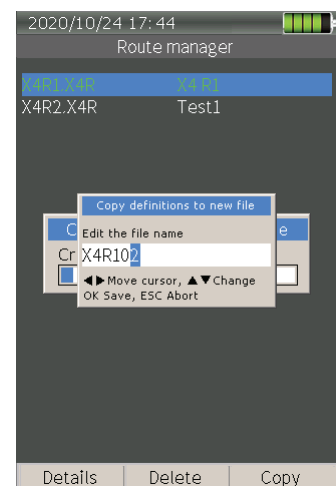 2020/10/24 17:44
Route manager
X4R1.X4R X4 R1
X4R2.X4R Test1
Copy definitions to new file
C e
Edit the file name
Cr X4R102
◀▶Move cursor, ▲▼Change
OK Save, ESC Abort
Details Delete Copy